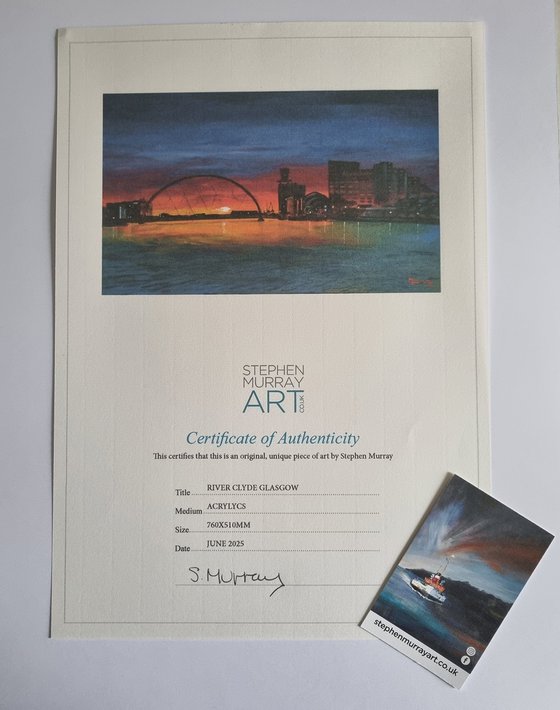 STEPHEN
MURRAY
ART.CO.UK
Certificate of Authenticity
This certifies that this is an original, unique piece of art by Stephen Murray
Title RIVER CLYDE GLASGOW
Medium ACRYLYCS
Size 760X510MM
Date JUNE 2025
S. Murray
stephenmurrayart.co.uk